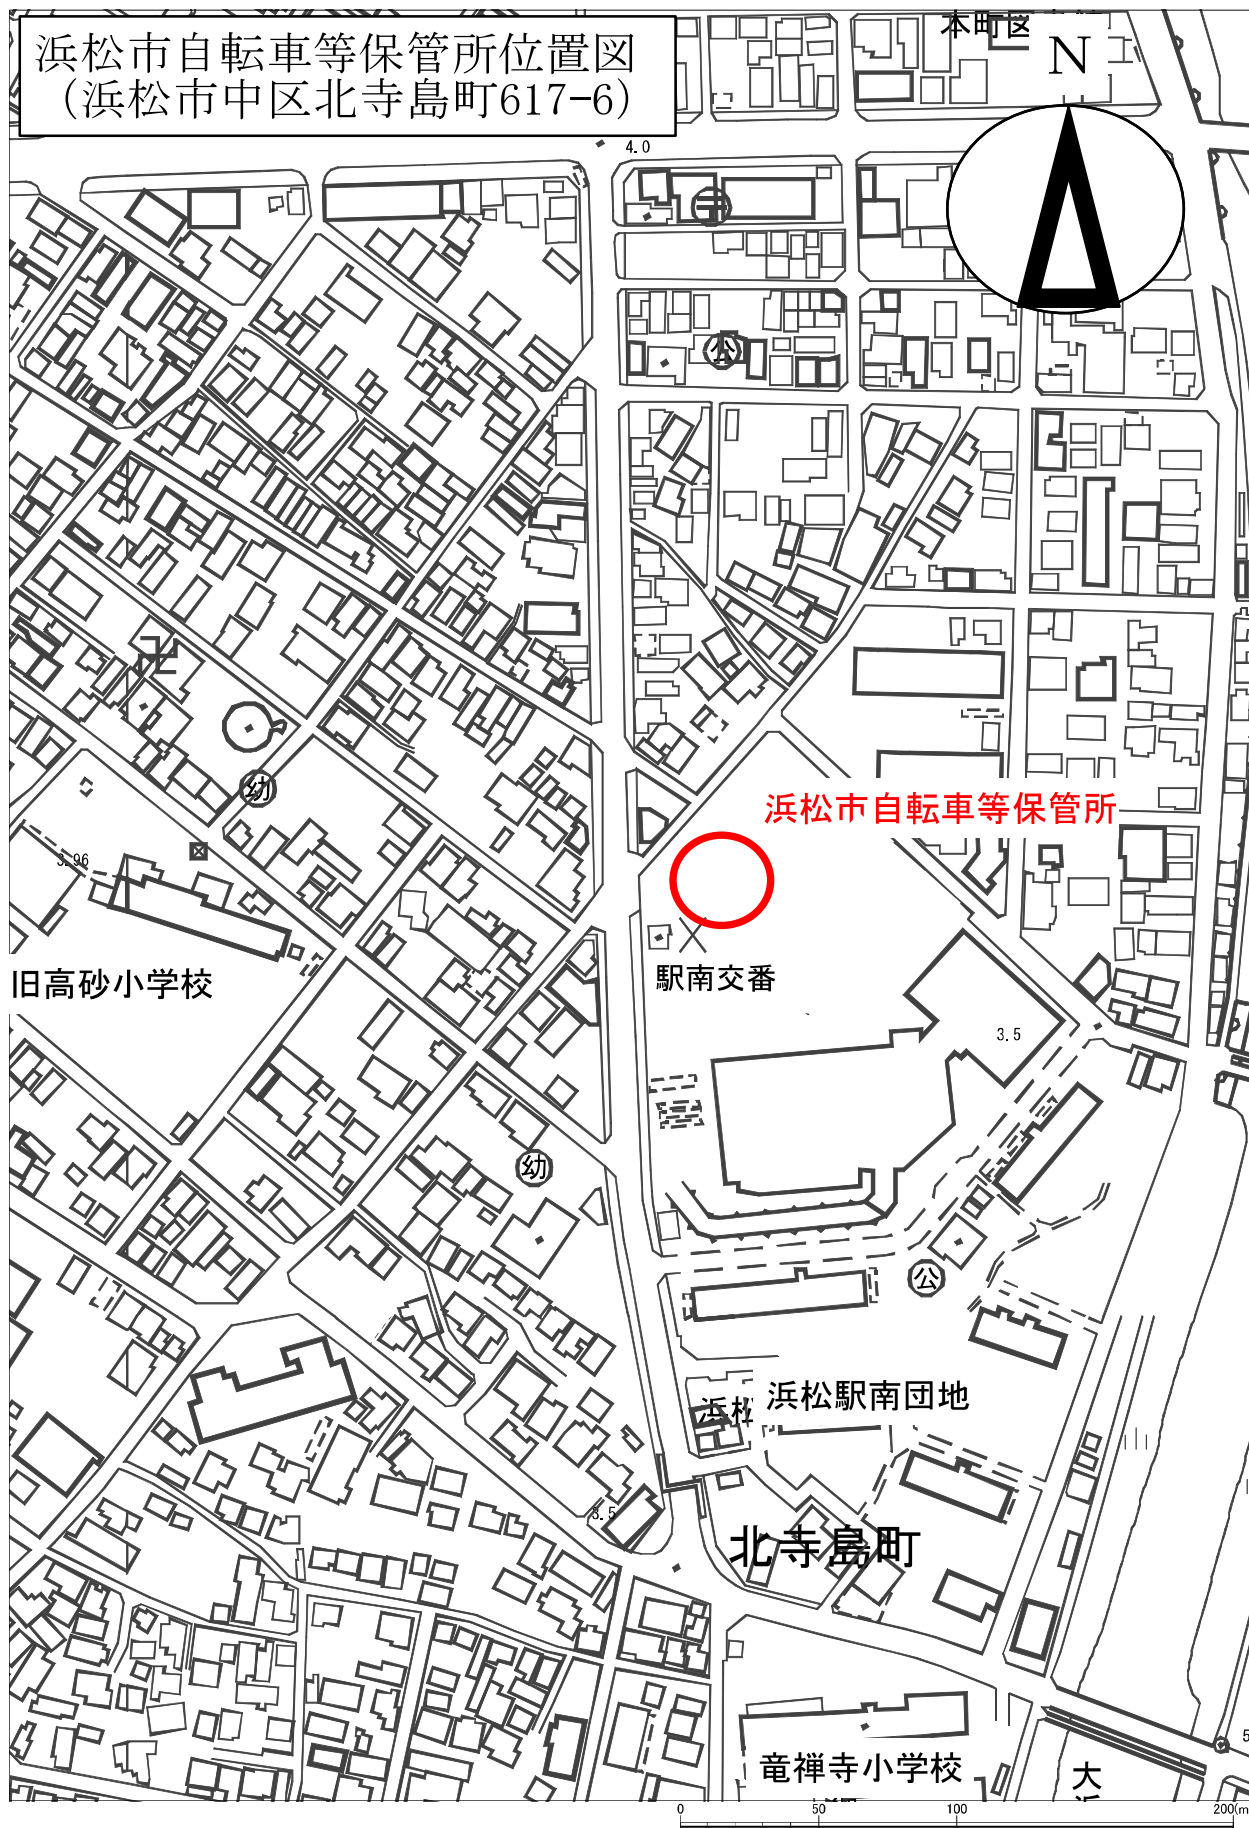 浜松市自転車等保管所位置図
（浜松市中区北寺島町617-6）
N
4.0
公
浜松市自転車等保管所
幼
3.96
駅南交番
旧高砂小学校
3.5
幼
公
浜松駅南団地
3.5
北寺島町
竜禅寺小学校
大
0 50 100 200(m